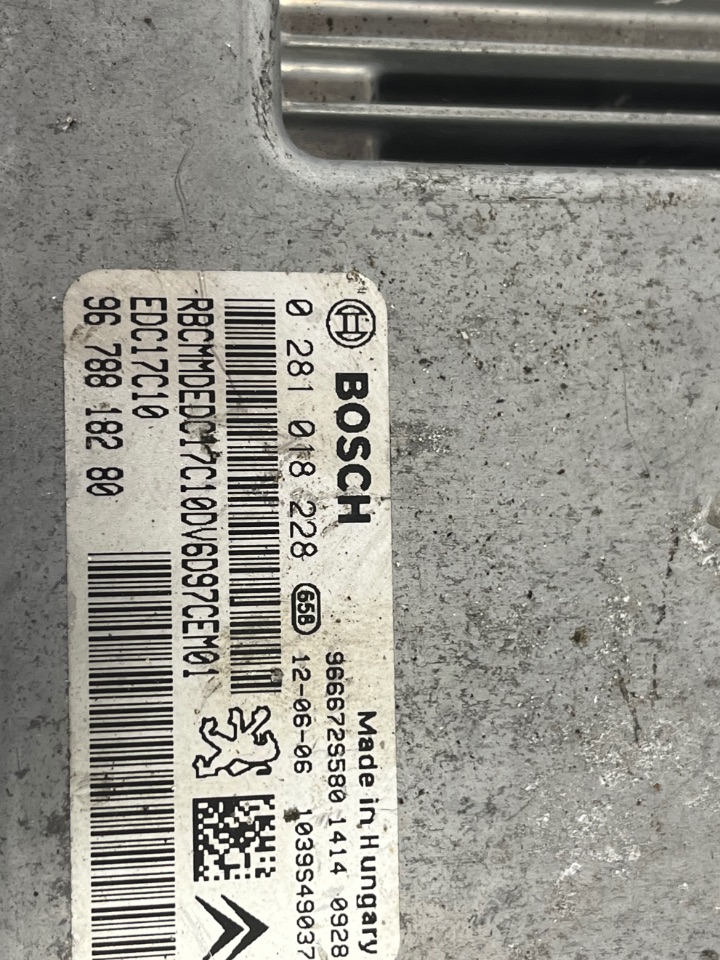 BOSCH
Made in Hungary
9666729580 1414 0928
0 281 018 228 658 12-06-06 1039S49037
RBCMMDEDC17C10DV6D97CEM01
EDC17C10
96 788 182 80